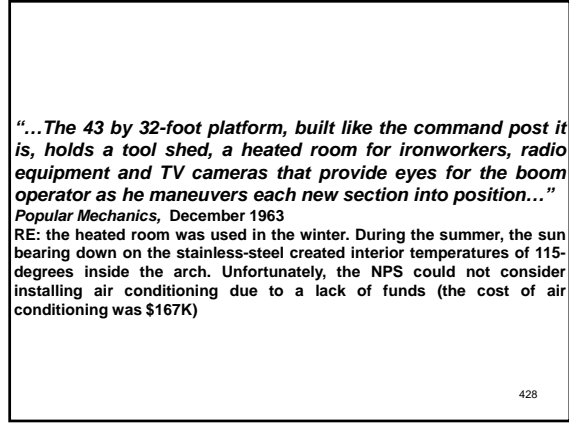 “…The 43 by 32-foot platform, built like the command post it
is, holds a tool shed, a heated room for ironworkers, radio
equipment and TV cameras that provide eyes for the boom
operator as he maneuvers each new section into position…”
Popular Mechanics, December 1963
RE: the heated room was used in the winter. During the summer, the sun
bearing down on the stainless-steel created interior temperatures of 115-
degrees inside the arch. Unfortunately, the NPS could not consider
installing air conditioning due to a lack of funds (the cost of air
conditioning was $167K)
428